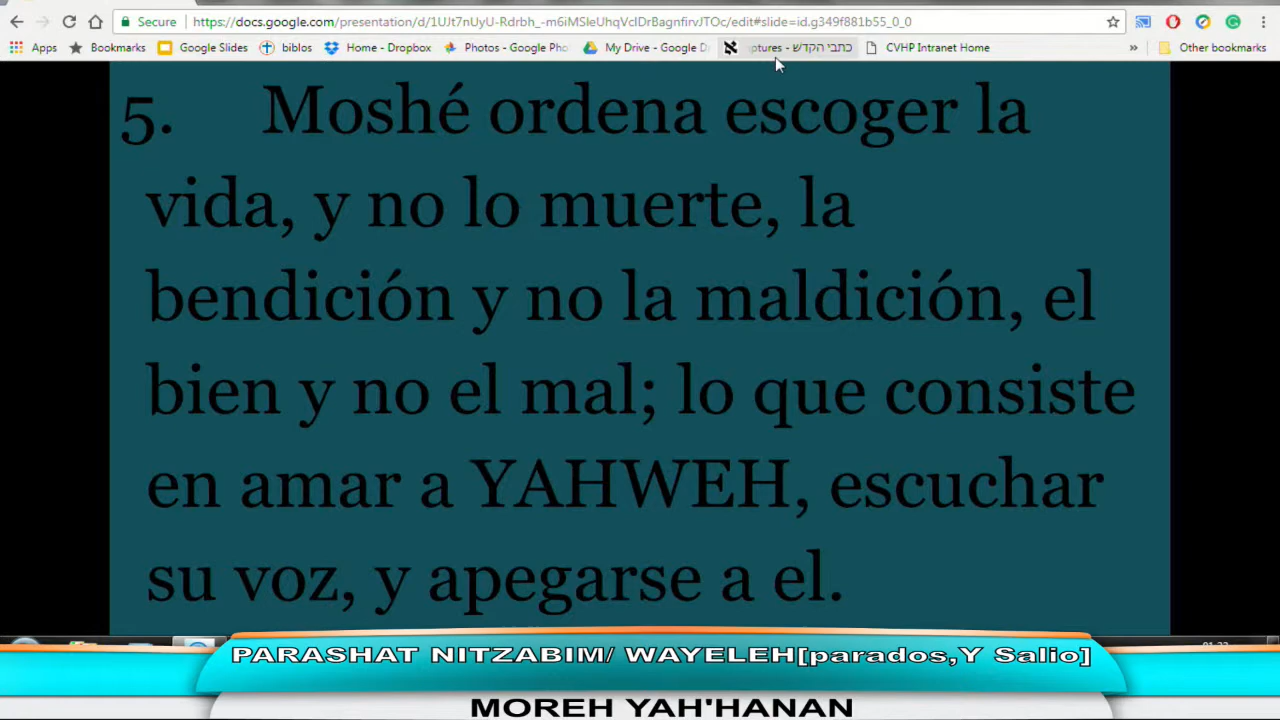 Secure https://docs.google.com/presentation/d/1UJt7nUyU-Rdrbh_-m6iMSleUhqVclDrBagnfirvJTOc/edit#slide=id.g349f881b55_0_0
Apps Bookmarks Google Slides biblos Home - Dropbox Photos - Google Pho My Drive - Google D ptures - כתבי הקדש CVHP Intranet Home » Other bookmarks
5. Moshé ordena escoger la
vida, y no lo muerte, la
bendición y no la maldición, el
bien y no el mal; lo que consiste
en amar a YAHWEH, escuchar
su voz, y apegarse a el.
PARASHAT NITZABIM/ WAYELEH[parados,Y Salio]
MOREH YAH'HANAN